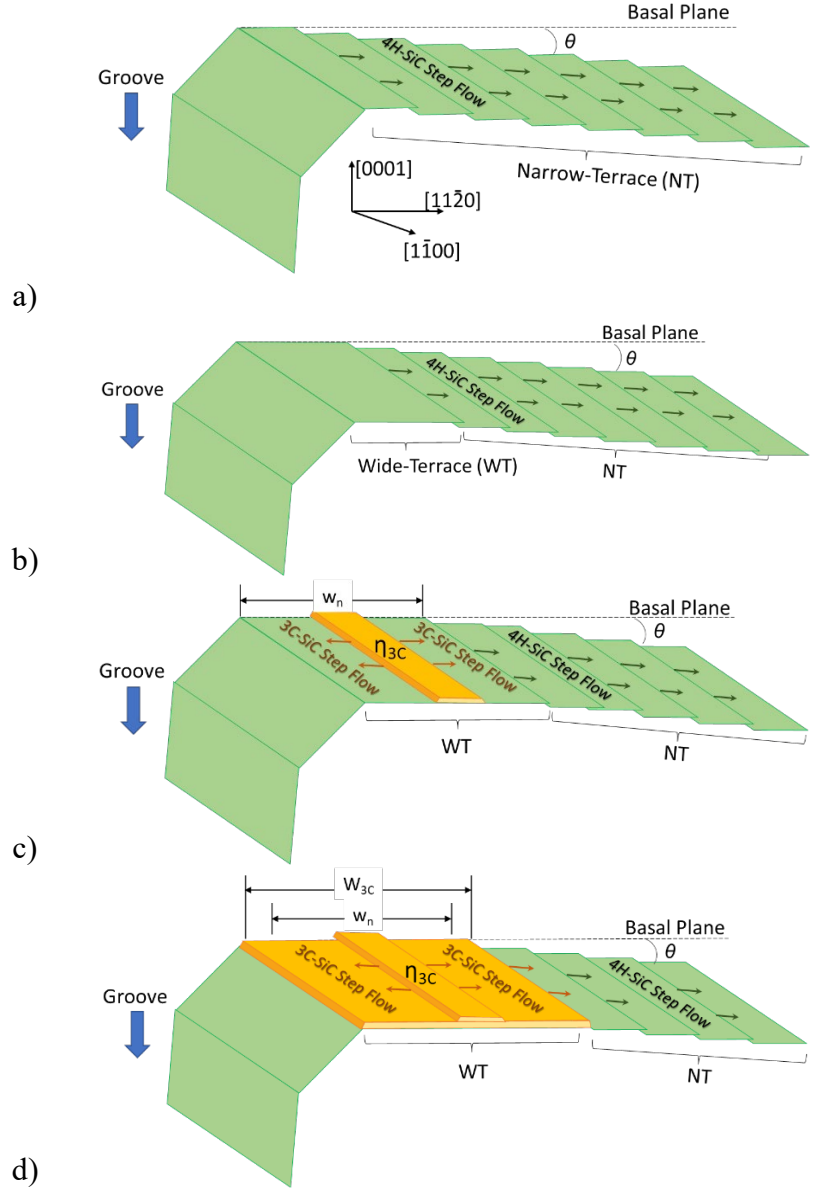 Basal Plane
θ
4H-SiC Step Flow
Groove
Narrow-Terrace (NT)
[0001]
[112̄0]
[11̄00]
a)
Basal Plane
θ
4H-SiC Step Flow
Groove
Wide-Terrace (WT)
NT
b)
wn
Basal Plane
θ
3C-SiC Step Flow
η3C
3C-SiC Step Flow
4H-SiC Step Flow
Groove
WT
NT
c)
W3C
wn
Basal Plane
θ
3C-SiC Step Flow
η3C
3C-SiC Step Flow
4H-SiC Step Flow
Groove
WT
NT
d)